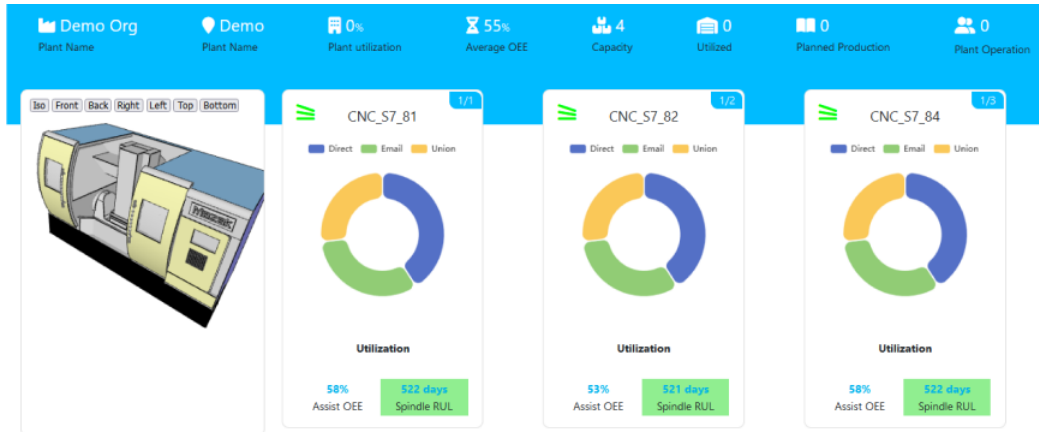 Demo Org
Plant Name
Demo
Plant Name
0%
Plant utilization
55%
Average OEE
4
Capacity
0
Utilized
0
Planned Production
0
Plant Operation
Iso Front Back Right Left Top Bottom
1/1
CNC_S7_81
Direct Email Union
Utilization
58%
Assist OEE
522 days
Spindle RUL
1/2
CNC_S7_82
Direct Email Union
Utilization
53%
Assist OEE
521 days
Spindle RUL
1/3
CNC_S7_84
Direct Email Union
Utilization
58%
Assist OEE
522 days
Spindle RUL